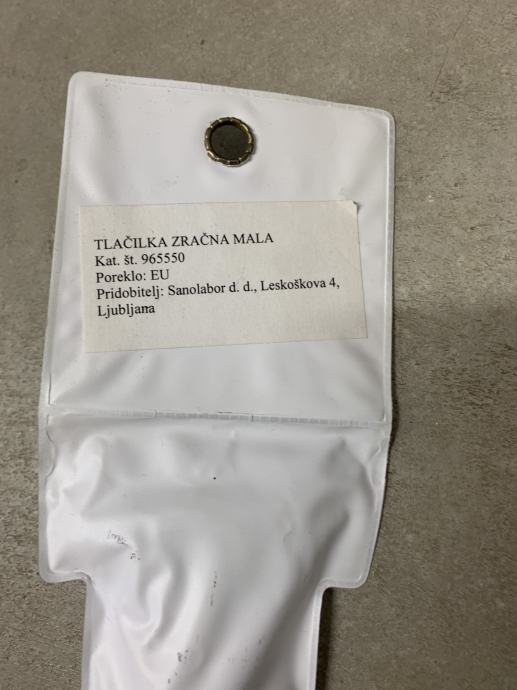 TLAČILKA ZRAČNA MALA
Kat. št. 965550
Poreklo: EU
Pridobitelj: Sanolabor d. d., Leskoškova 4,
Ljubljana